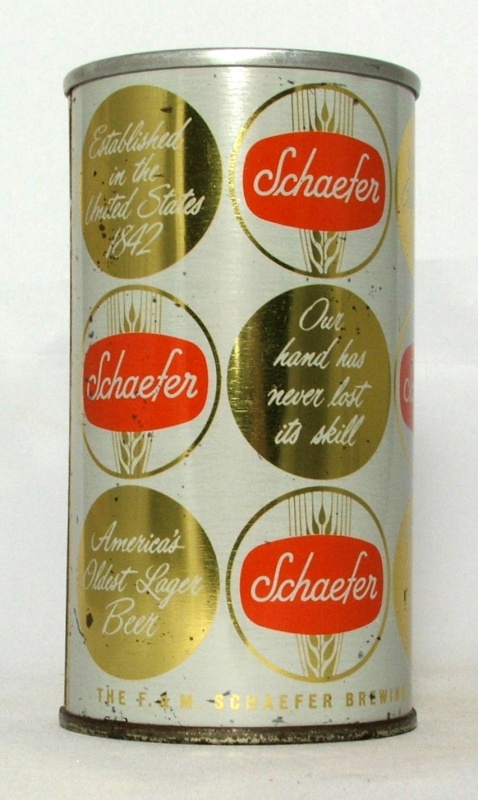 Established
in the
United States
1842
Schaefer
Schaefer
Our
hand has
never lost
its skill
America's
Oldest Lager
Beer
Schaefer
THE F. & M. SCHAEFER